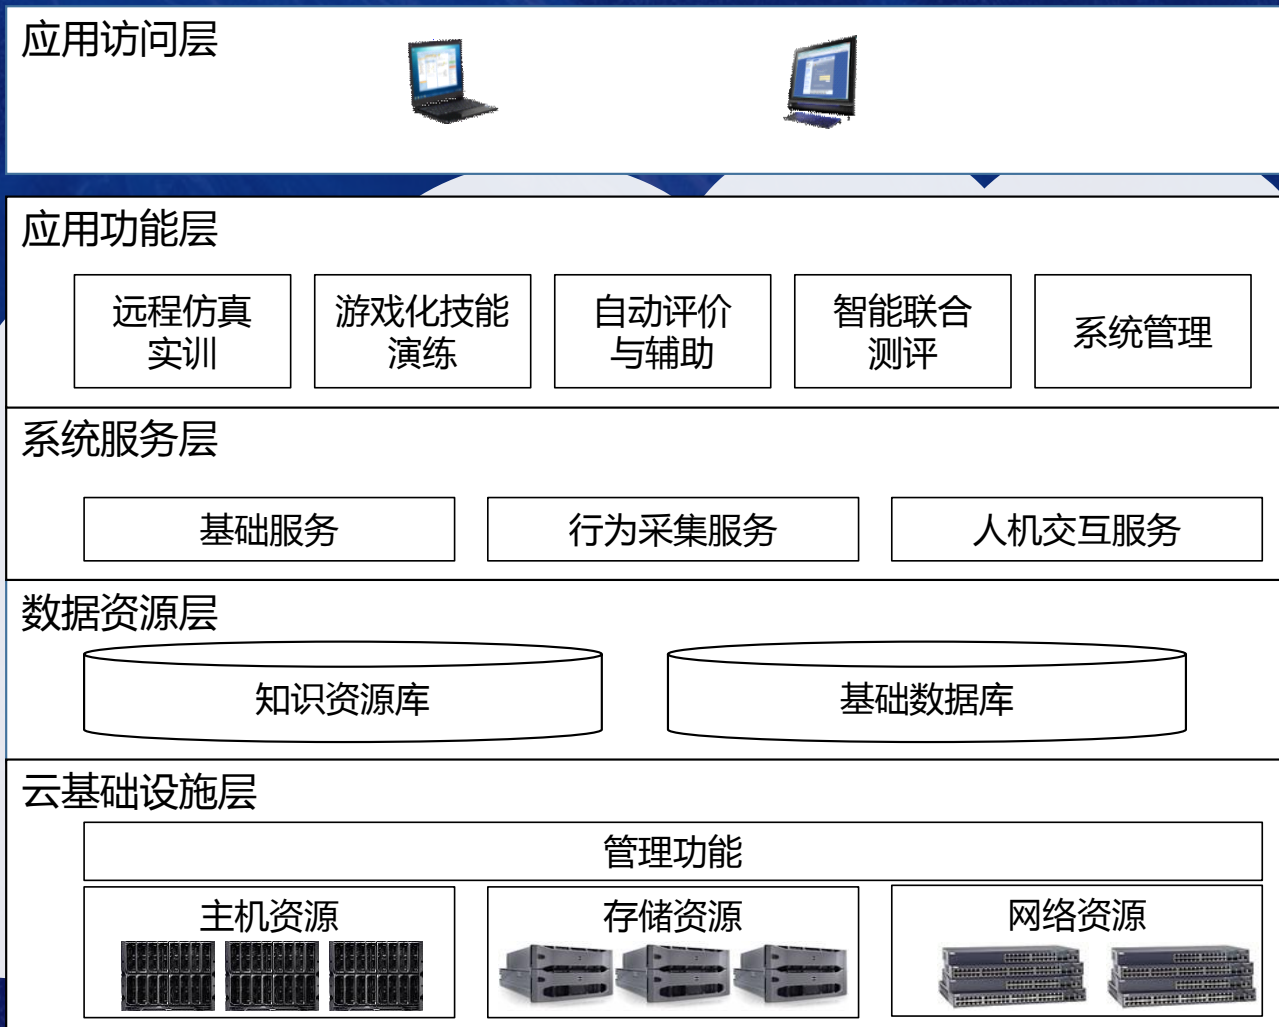 应用访问层
应用功能层
远程仿真
实训
游戏化技能
演练
自动评价
与辅助
智能联合
测评
系统管理
系统服务层
基础服务
行为采集服务
人机交互服务
数据资源层
知识资源库
基础数据库
云基础设施层
管理功能
主机资源
存储资源
网络资源